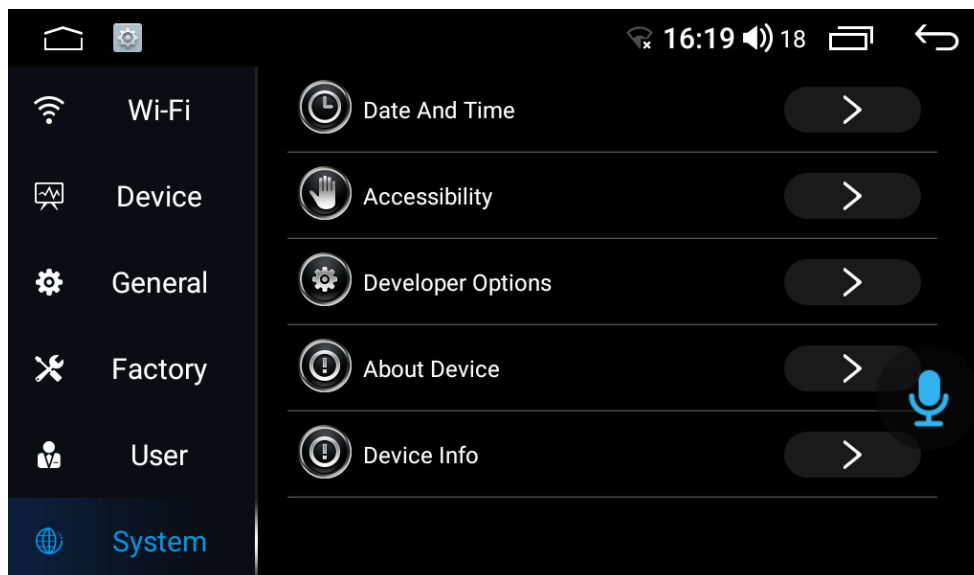 16:19 18
Wi-Fi
Device
General
Factory
User
System
Date And Time
Accessibility
Developer Options
About Device
Device Info